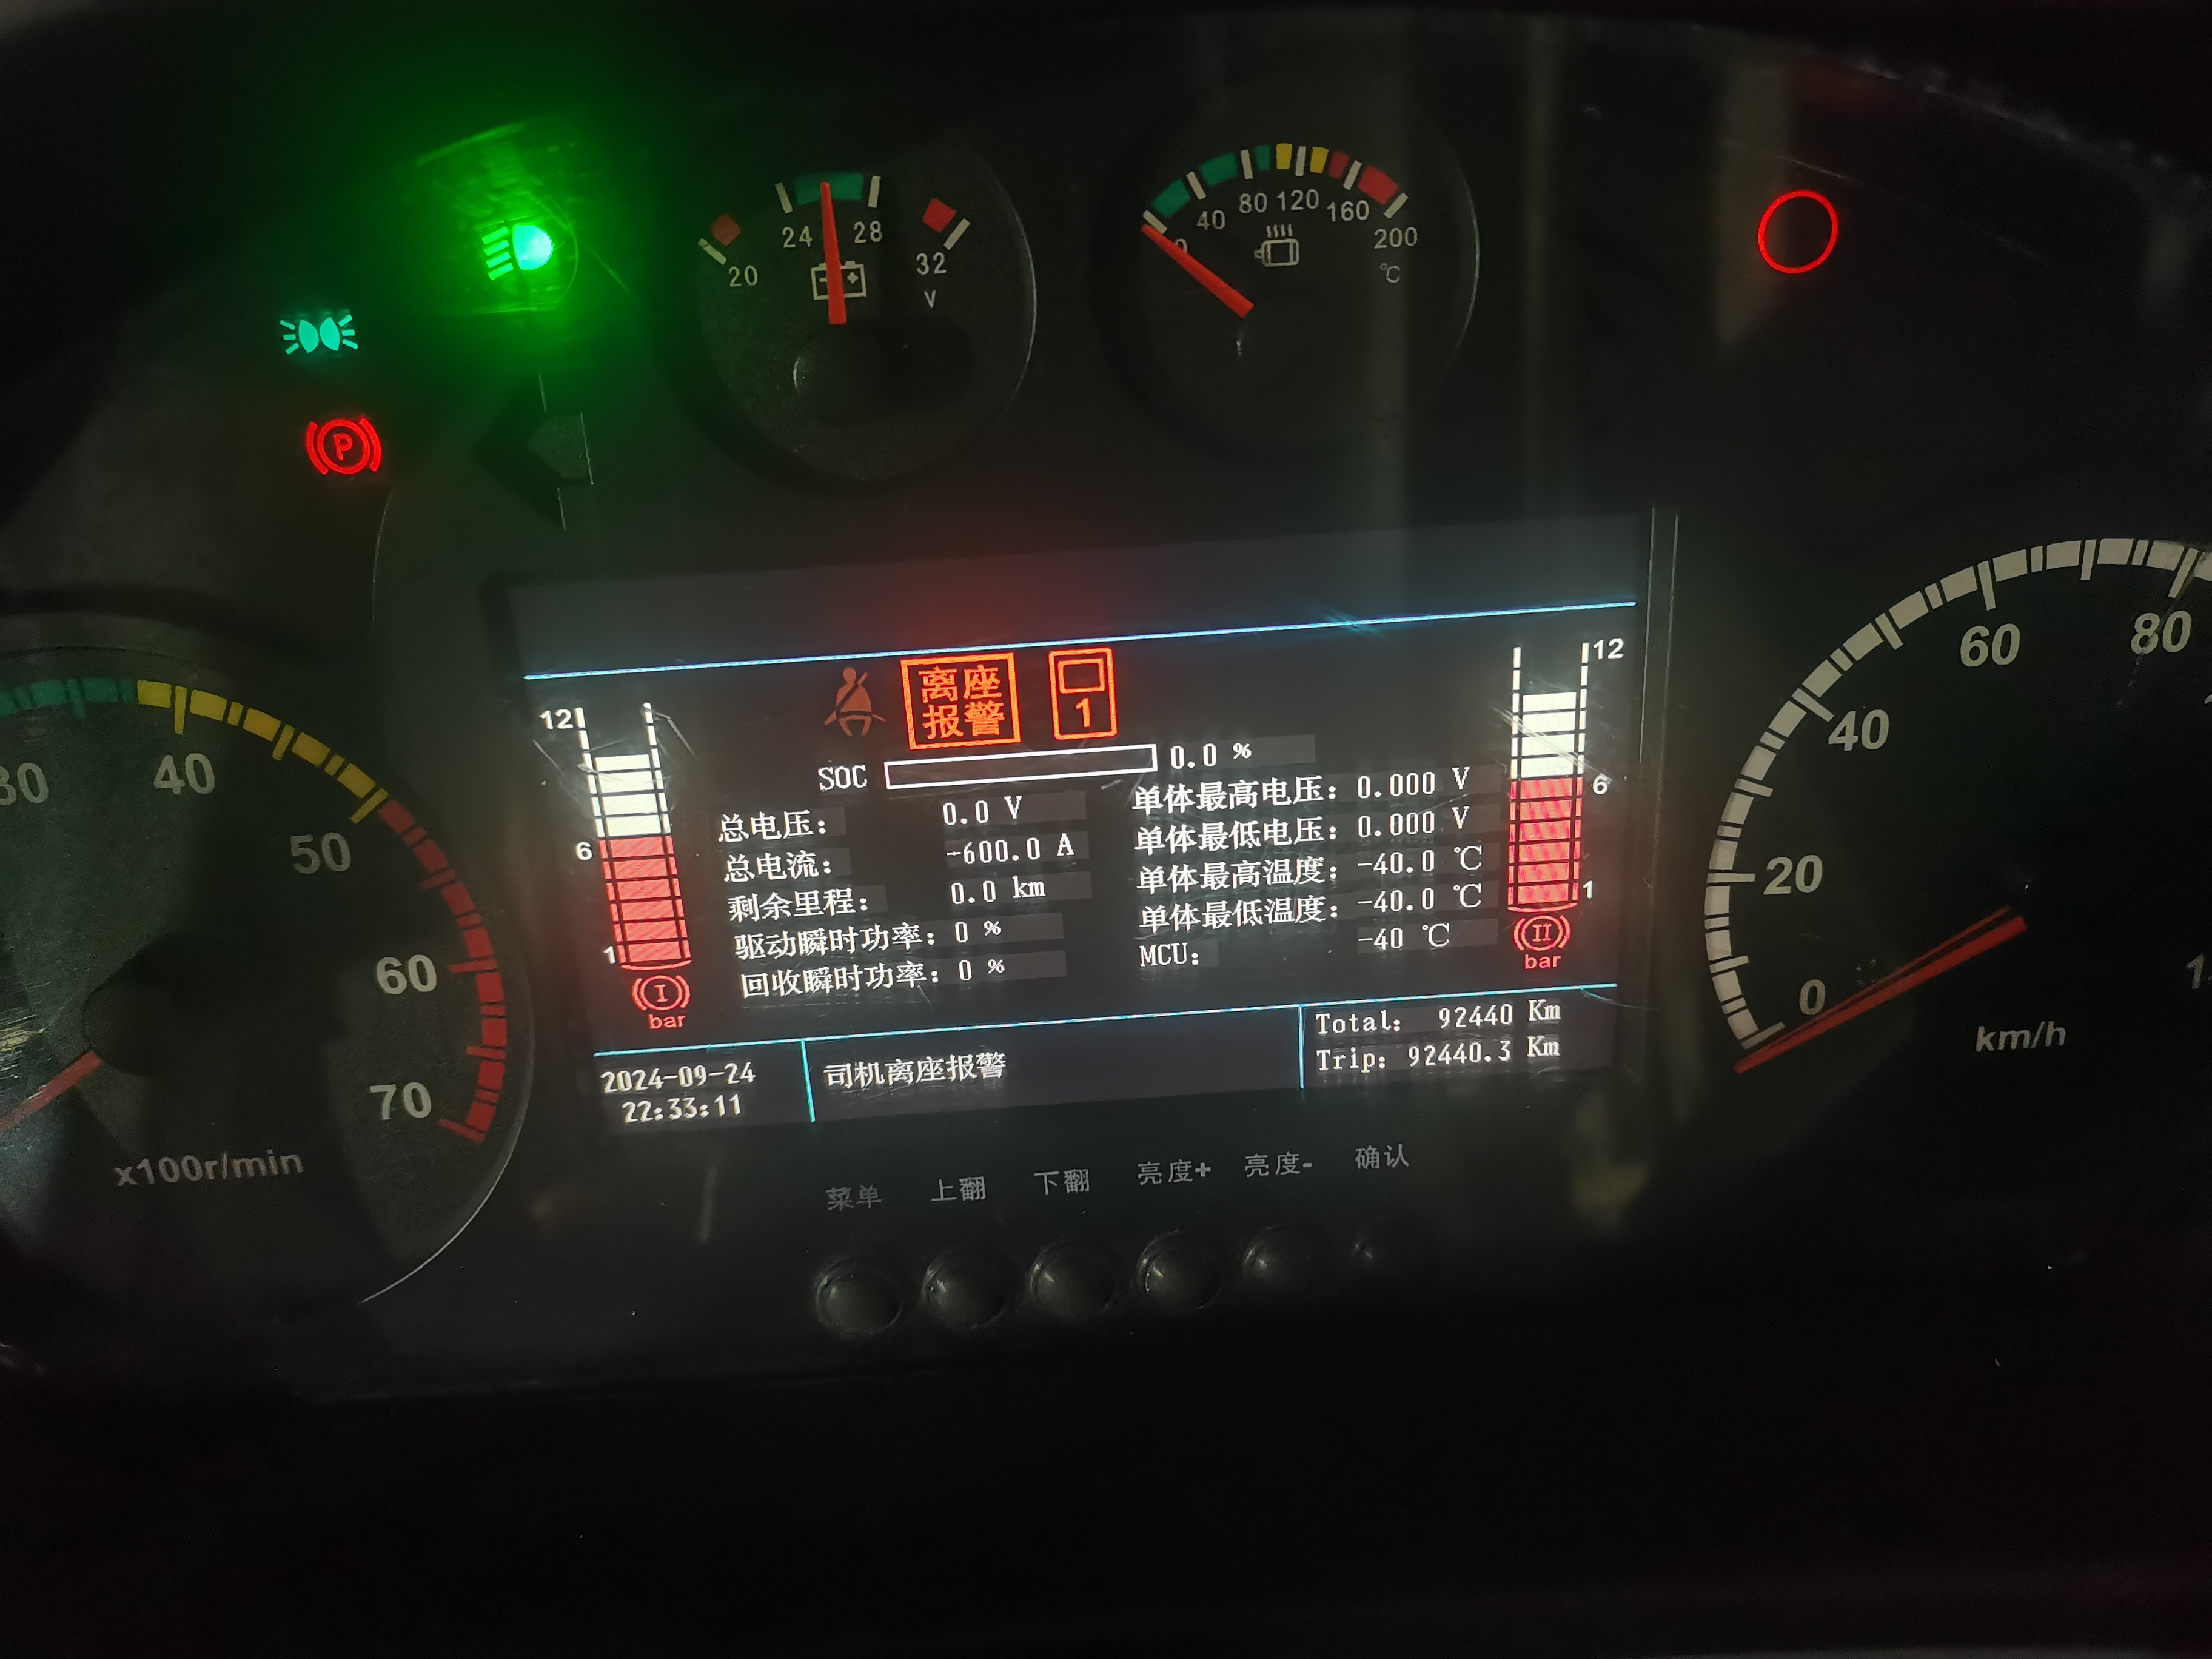 20
24
28
32
V
0
40
80
120
160
200
℃
P
12
6
1
I
bar
离座
报警
1
SOC 0.0 %
总电压： 0.0 V
总电流： -600.0 A
剩余里程： 0.0 km
驱动瞬时功率： 0 %
回收瞬时功率： 0 %
单体最高电压： 0.000 V
单体最低电压： 0.000 V
单体最高温度： -40.0 ℃
单体最低温度： -40.0 ℃
MCU： -40 ℃
12
6
1
II
bar
2024-09-24
22:33:11
司机离座报警
Total: 92440 Km
Trip: 92440.3 Km
菜单 上翻 下翻 亮度+ 亮度- 确认
40
50
60
70
x100r/min
0
20
40
60
80
km/h